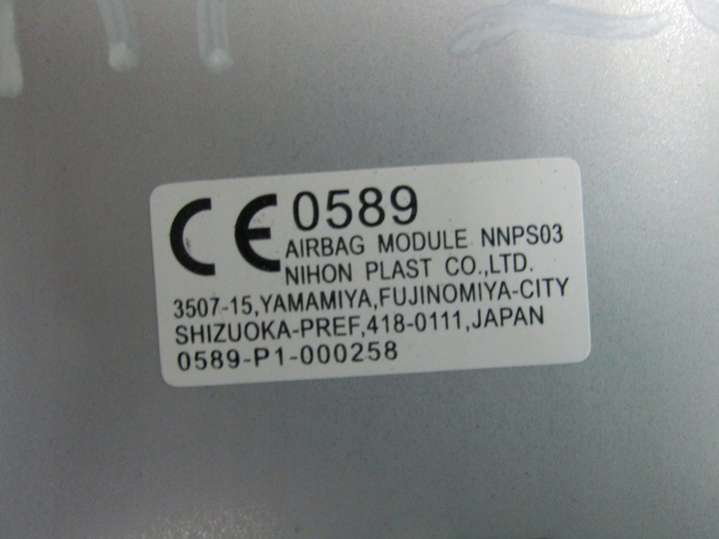 CE 0589
AIRBAG MODULE NNPS03
NIHON PLAST CO.,LTD.
3507-15,YAMAMIYA,FUJINOMIYA-CITY
SHIZUOKA-PREF,418-0111,JAPAN
0589-P1-000258